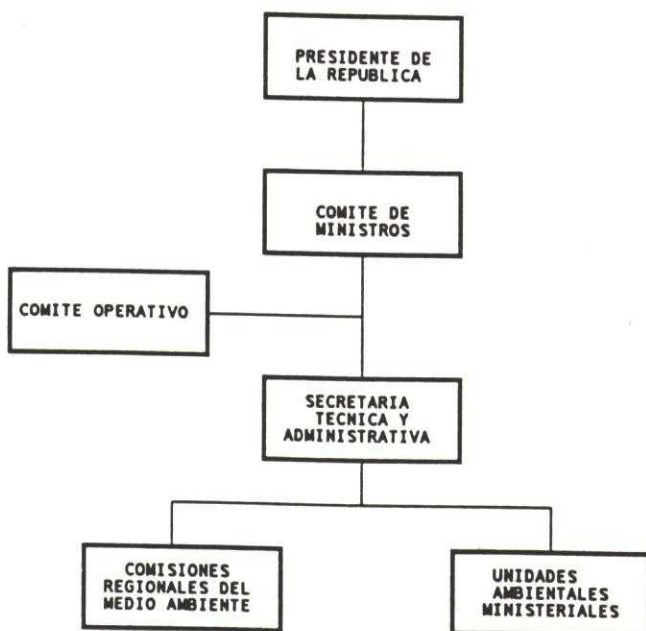 PRESIDENTE DE
LA REPUBLICA
COMITE DE
MINISTROS
COMITE OPERATIVO
SECRETARIA
TECNICA Y
ADMINISTRATIVA
COMISIONES
REGIONALES DEL
MEDIO AMBIENTE
UNIDADES
AMBIENTALES
MINISTERIALES